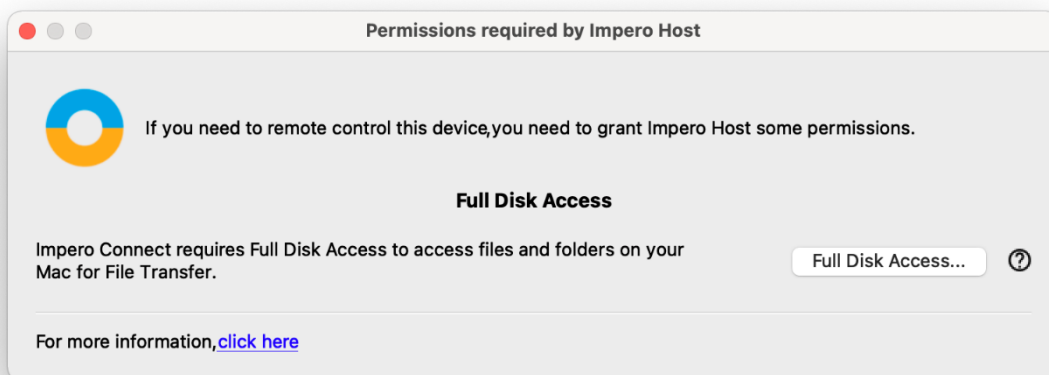 Permissions required by Impero Host
If you need to remote control this device,you need to grant Impero Host some permissions.
Full Disk Access
Impero Connect requires Full Disk Access to access files and folders on your
Mac for File Transfer.
Full Disk Access...
?
For more information,click here